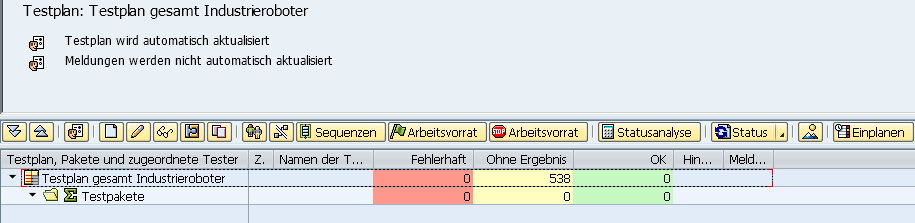 Testplan: Testplan gesamt Industrieroboter
Testplan wird automatisch aktualisiert
Meldungen werden nicht automatisch aktualisiert
Sequenzen Arbeitsvorrat Arbeitsvorrat Statusanalyse Status Einplanen
Testplan, Pakete und zugeordnete Tester Z. Namen der T... Fehlerhaft Ohne Ergebnis OK Hin... Meld...
Testplan gesamt Industrieroboter 0 538 0
Testpakete 0 0 0